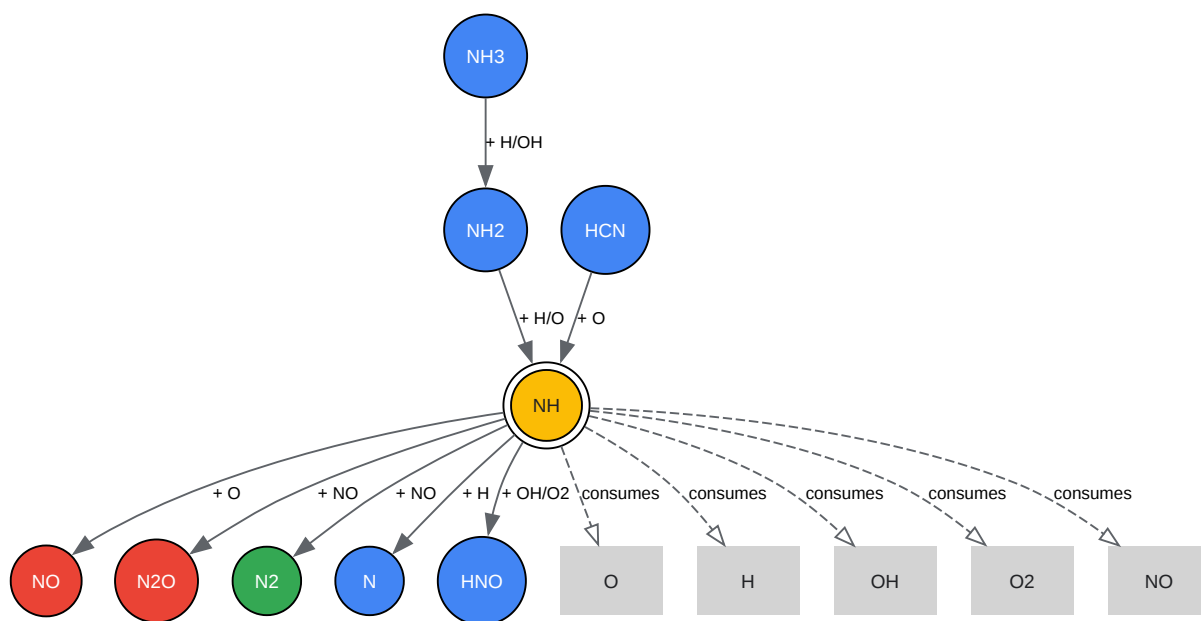 NH3
+ H/OH
NH2
HCN
+ H/O
+ O
NH
+ O
+ NO
+ NO
+ H
+ OH/O2
consumes
consumes
consumes
consumes
consumes
NO
N2O
N2
N
HNO
O
H
OH
O2
NO